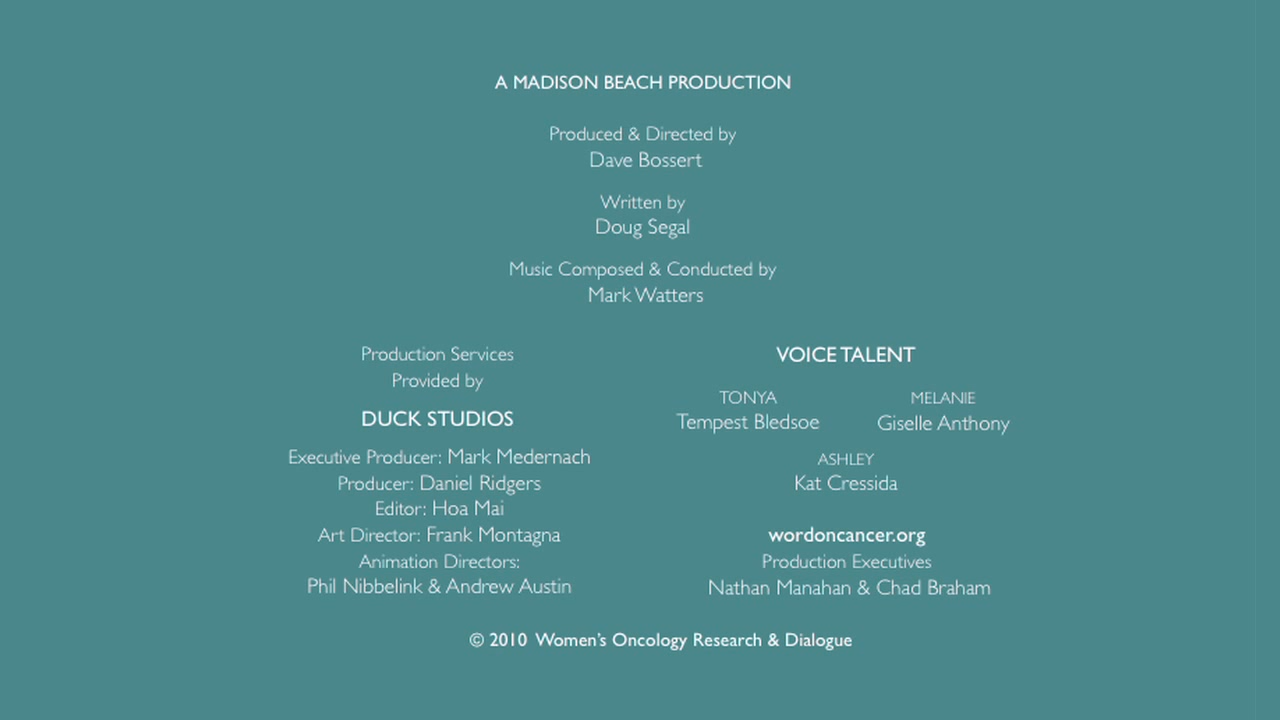 A MADISON BEACH PRODUCTION
Produced & Directed by
Dave Bossert
Written by
Doug Segal
Music Composed & Conducted by
Mark Watters
Production Services
Provided by
DUCK STUDIOS
Executive Producer: Mark Medernach
Producer: Daniel Ridgers
Editor: Hoa Mai
Art Director: Frank Montagna
Animation Directors:
Phil Nibbelink & Andrew Austin
VOICE TALENT
TONYA
Tempest Bledsoe
MELANIE
Giselle Anthony
ASHLEY
Kat Cressida
wordoncancer.org
Production Executives
Nathan Manahan & Chad Braham
© 2010 Women's Oncology Research & Dialogue